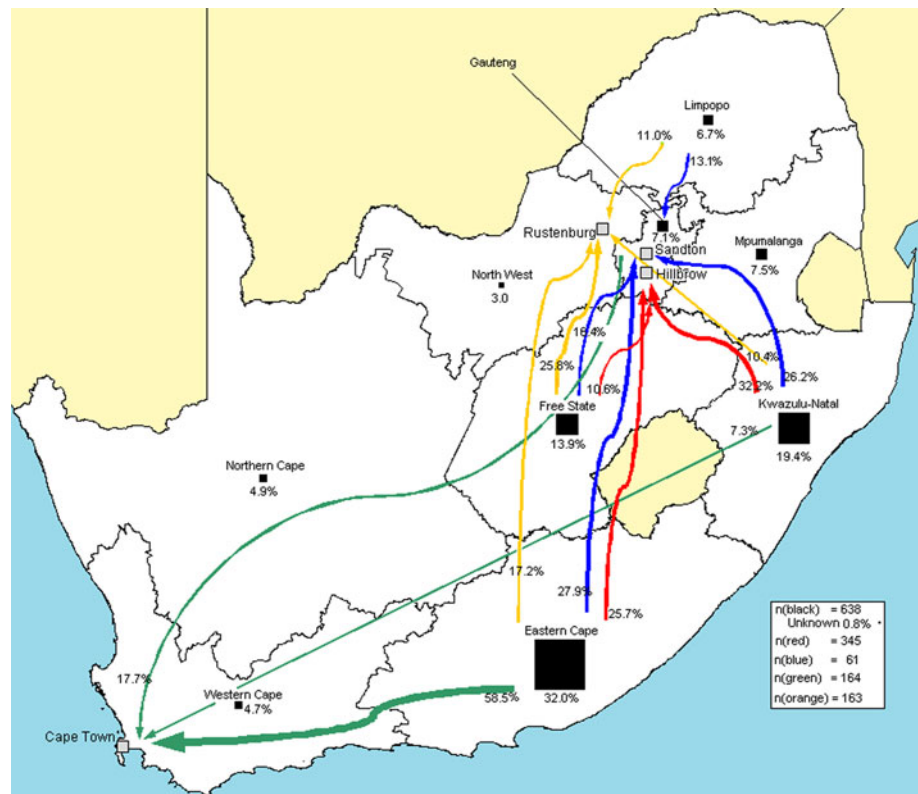 Gauteng
Limpopo
6.7%
11.0%
13.1%
Rustenburg
7.1%
Sandton
Hillbrow
Mpumalanga
7.5%
North West
3.0
18.4%
25.8%
10.6%
10.4%
32.2%
26.2%
Free State
13.9%
Kwazulu-Natal
7.3%
19.4%
Northern Cape
4.9%
17.2%
27.9%
25.7%
Eastern Cape
32.0%
58.5%
17.7%
Western Cape
4.7%
Cape Town
n(black) = 638
Unknown 0.8%
n(red) = 345
n(blue) = 61
n(green) = 164
n(orange) = 163